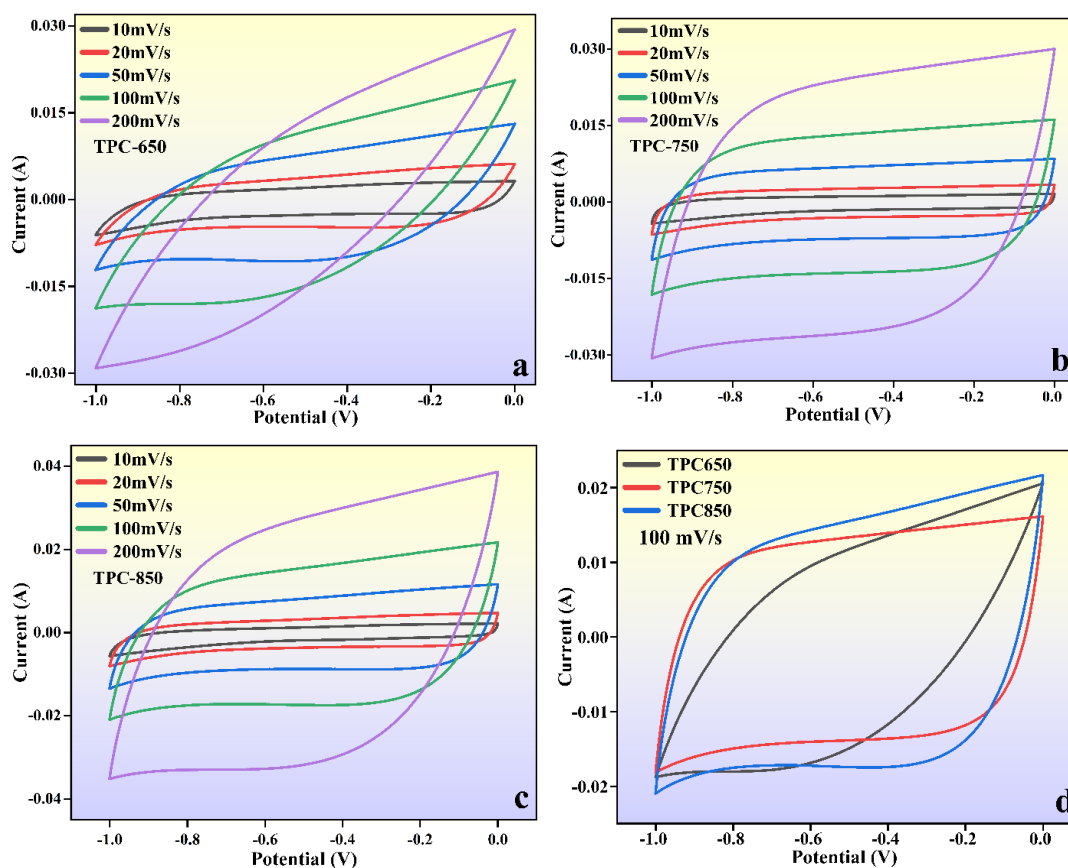 0.030
0.015
0.000
-0.015
-0.030
Current (A)
10mV/s
20mV/s
50mV/s
100mV/s
200mV/s
TPC-650
a
-1.0 -0.8 -0.6 -0.4 -0.2 0.0
Potential (V)
0.030
0.015
0.000
-0.015
-0.030
Current (A)
10mV/s
20mV/s
50mV/s
100mV/s
200mV/s
TPC-750
b
-1.0 -0.8 -0.6 -0.4 -0.2 0.0
Potential (V)
0.04
0.02
0.00
-0.02
-0.04
Current (A)
10mV/s
20mV/s
50mV/s
100mV/s
200mV/s
TPC-850
c
-1.0 -0.8 -0.6 -0.4 -0.2 0.0
Potential (V)
0.02
0.01
0.00
-0.01
-0.02
Current (A)
TPC650
TPC750
TPC850
100 mV/s
d
-1.0 -0.8 -0.6 -0.4 -0.2 0.0
Potential (V)